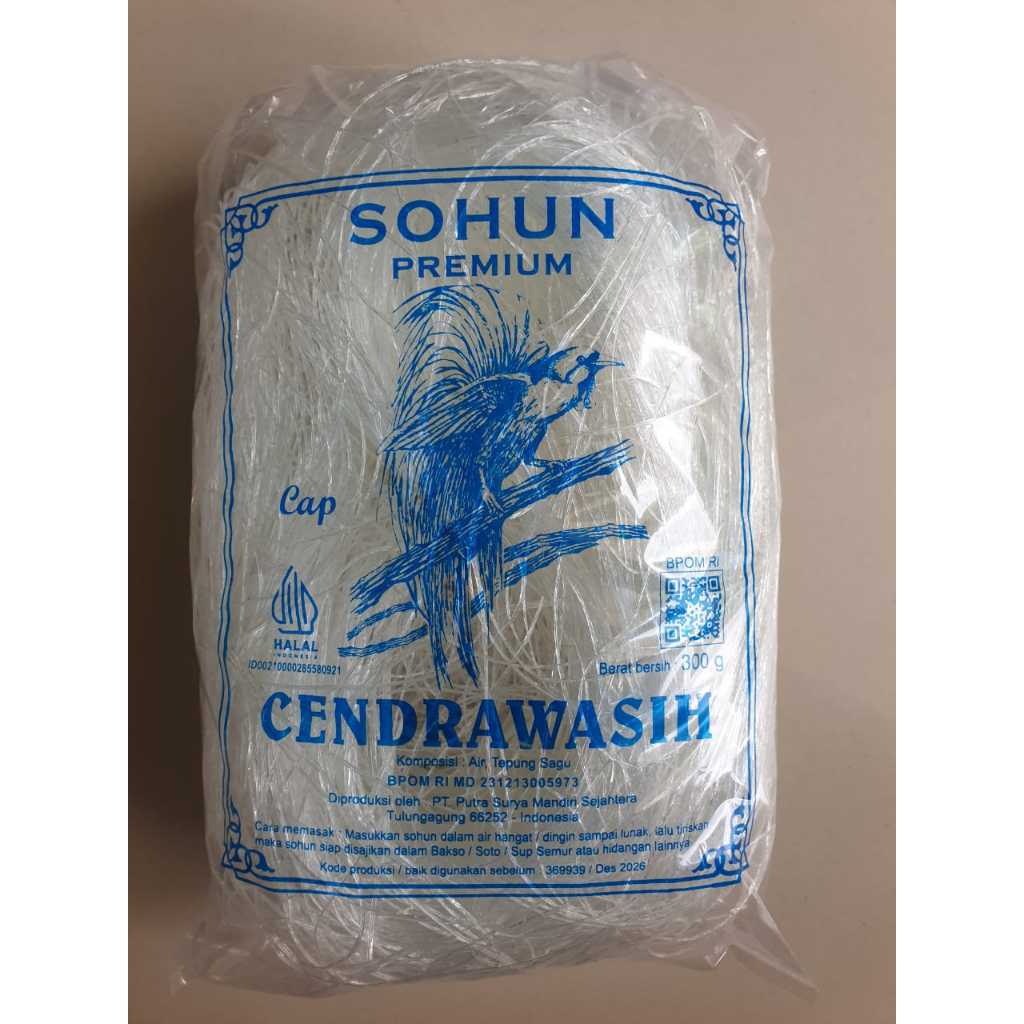 SOHUN
PREMIUM
Cap
BPOM RI
HALAL
INDONESIA
ID00210000285580921
Berat bersih : 300 g
CENDRAWASIH
Komposisi : Air, Tepung Sagu
BPOM RI MD 231213005973
Diproduksi oleh : PT. Putra Surya Mandiri Sejahtera
Tulungagung 66252 - Indonesia
Cara memasak : Masukkan sohun dalam air hangat / dingin sampai lunak, lalu tiriskan
maka sohun siap disajikan dalam Bakso / Soto / Sup Semur atau hidangan lainnya
Kode produksi / baik digunakan sebelum : 369939 / Des 2026